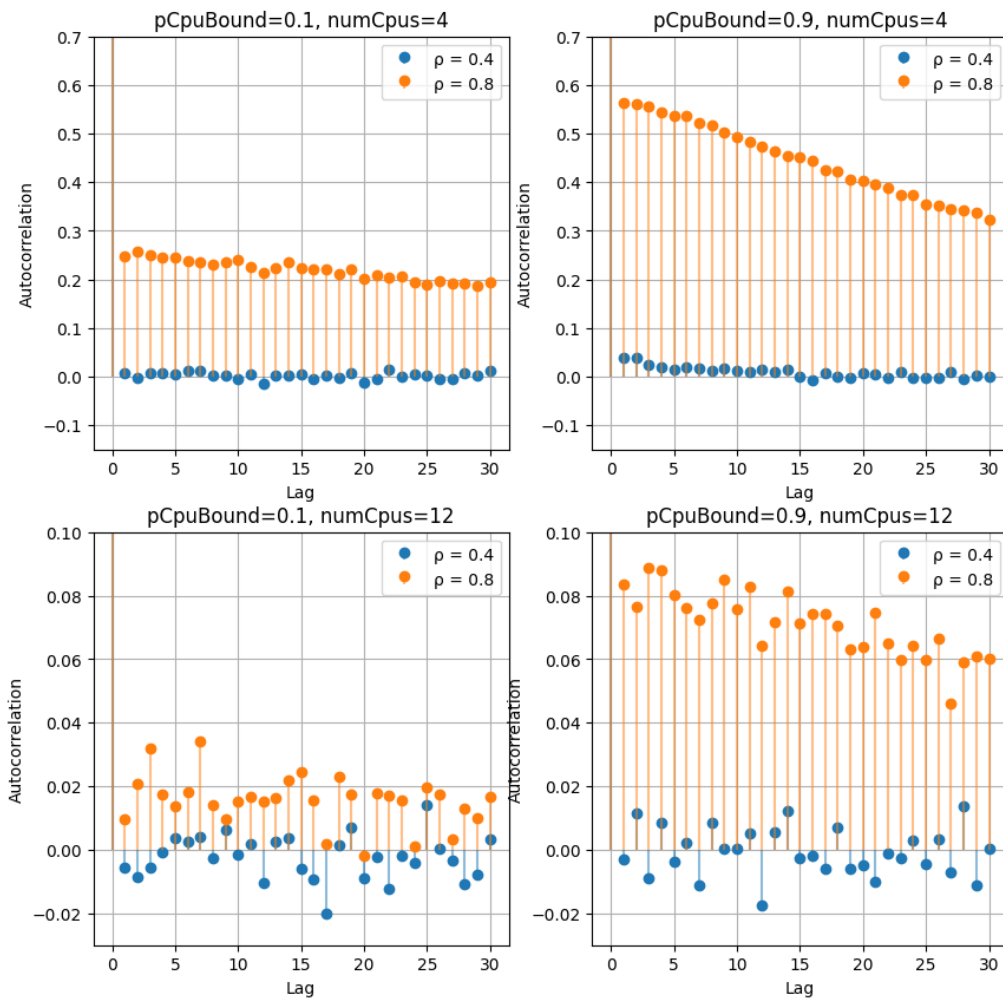 pCpuBound=0.1, numCpus=4
0.7
0.6
0.5
0.4
0.3
0.2
0.1
0.0
−0.1
Autocorrelation
ρ = 0.4
ρ = 0.8
0 5 10 15 20 25 30
Lag
pCpuBound=0.9, numCpus=4
0.7
0.6
0.5
0.4
0.3
0.2
0.1
0.0
−0.1
Autocorrelation
ρ = 0.4
ρ = 0.8
0 5 10 15 20 25 30
Lag
pCpuBound=0.1, numCpus=12
0.10
0.08
0.06
0.04
0.02
0.00
−0.02
Autocorrelation
ρ = 0.4
ρ = 0.8
0 5 10 15 20 25 30
Lag
pCpuBound=0.9, numCpus=12
0.10
0.08
0.06
0.04
0.02
0.00
−0.02
Autocorrelation
ρ = 0.4
ρ = 0.8
0 5 10 15 20 25 30
Lag